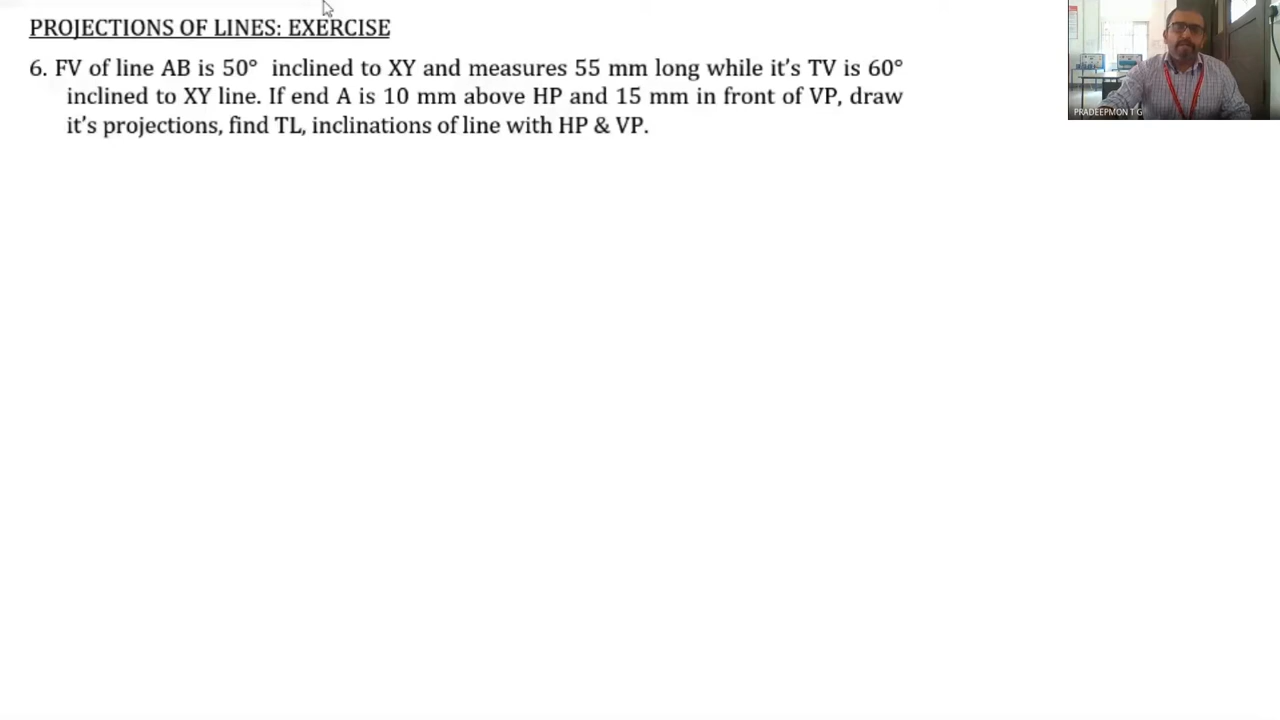 PROJECTIONS OF LINES: EXERCISE
6. FV of line AB is 50° inclined to XY and measures 55 mm long while it's TV is 60°
inclined to XY line. If end A is 10 mm above HP and 15 mm in front of VP, draw
it's projections, find TL, inclinations of line with HP & VP.
PRADEEPMON T G